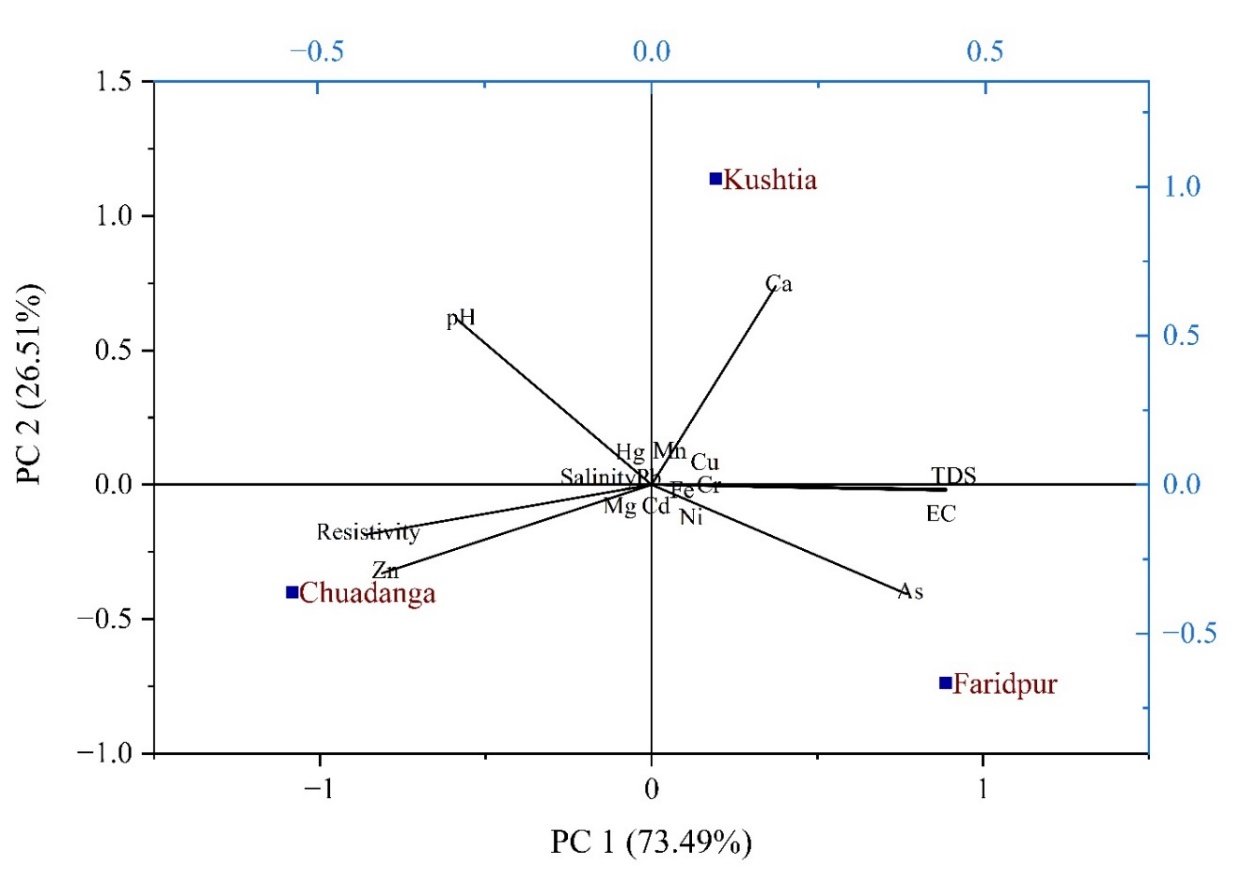 −0.5 0.0 0.5
1.5
Kushtia
1.0
1.0
Ca
pH
0.5
0.5
Hg Mn
Cu
Salinity Pb
TDS
0.0
Fe Cr
0.0
Mg Cd
Ni
EC
Resistivity
Zn
Chuadanga
As
−0.5
−0.5
Faridpur
−1.0
−1 0 1
PC 1 (73.49%)
PC 2 (26.51%)